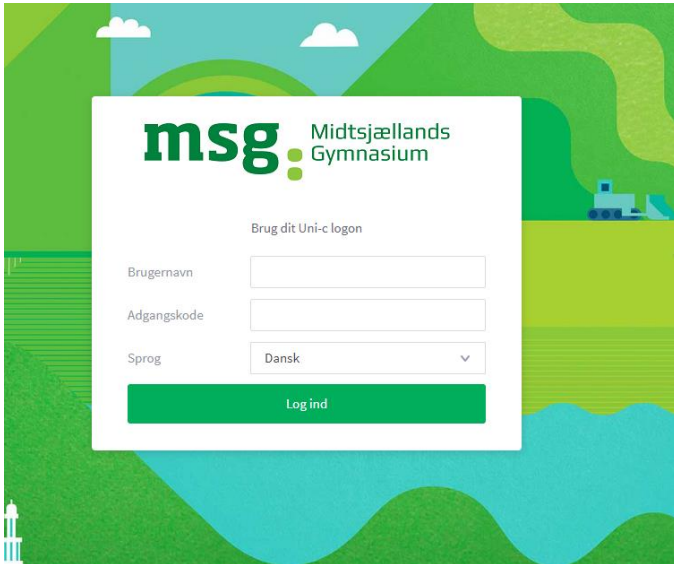 msg: Midtsjællands
Gymnasium
Brug dit Uni-c logon
Brugernavn
Adgangskode
Sprog Dansk
Log ind